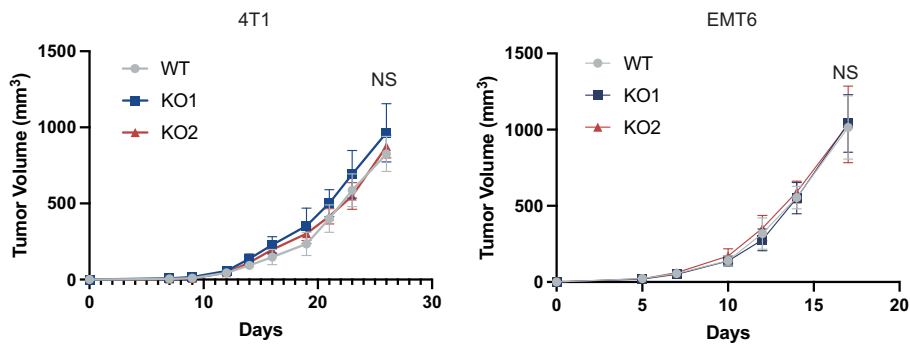 4T1
1500
1000
500
0
Tumor Volume (mm³)
WT
KO1
KO2
NS
0
10
20
30
Days
EMT6
1500
1000
500
0
Tumor Volume (mm³)
WT
KO1
KO2
NS
0
5
10
15
20
Days